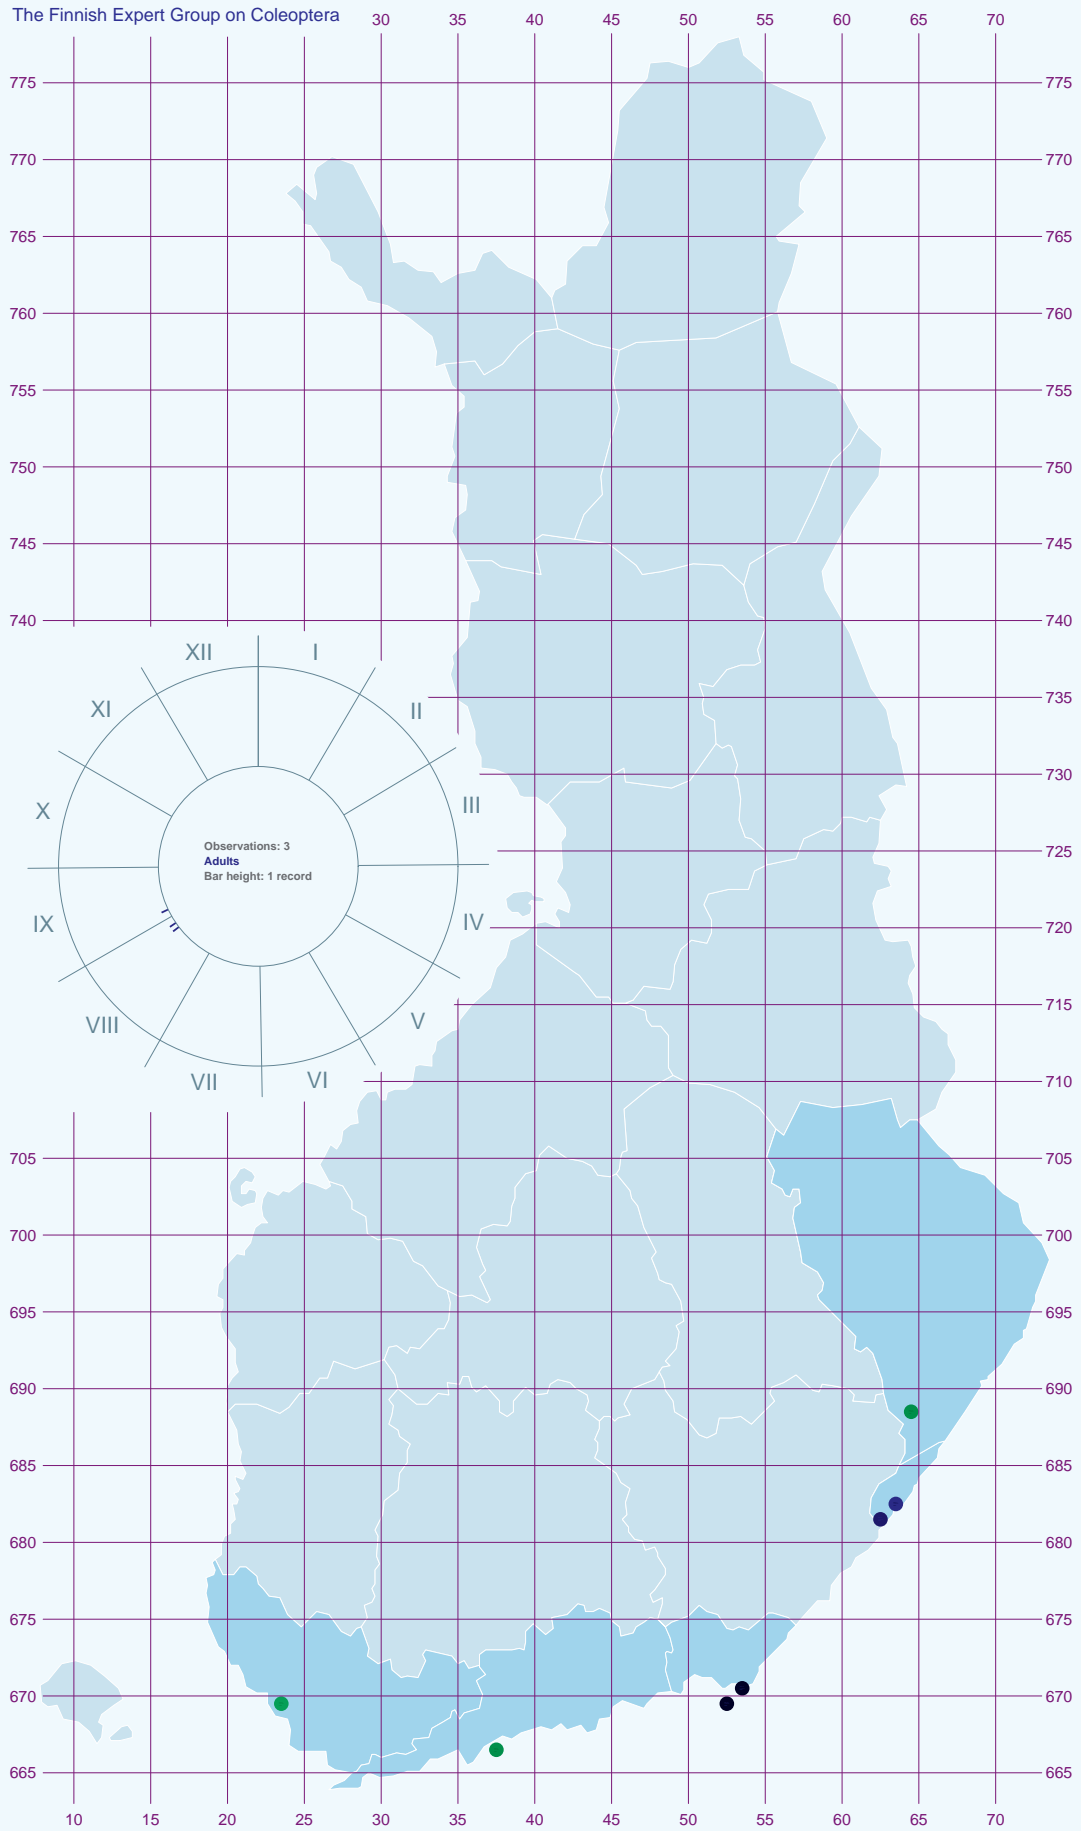 The Finnish Expert Group on Coleoptera
30 35 40 45 50 55 60 65 70
775 775
770 770
765 765
760 760
755 755
750 750
745 745
740 740
XII I
XI II
735
730
X III
725
Observations: 3
Adults
Bar height: 1 record
IX IV
720
715
VIII V
VII VI
710
705 705
700 700
695 695
690 690
685 685
680 680
675 675
670 670
665 665
10 15 20 25 30 35 40 45 50 55 60 65 70